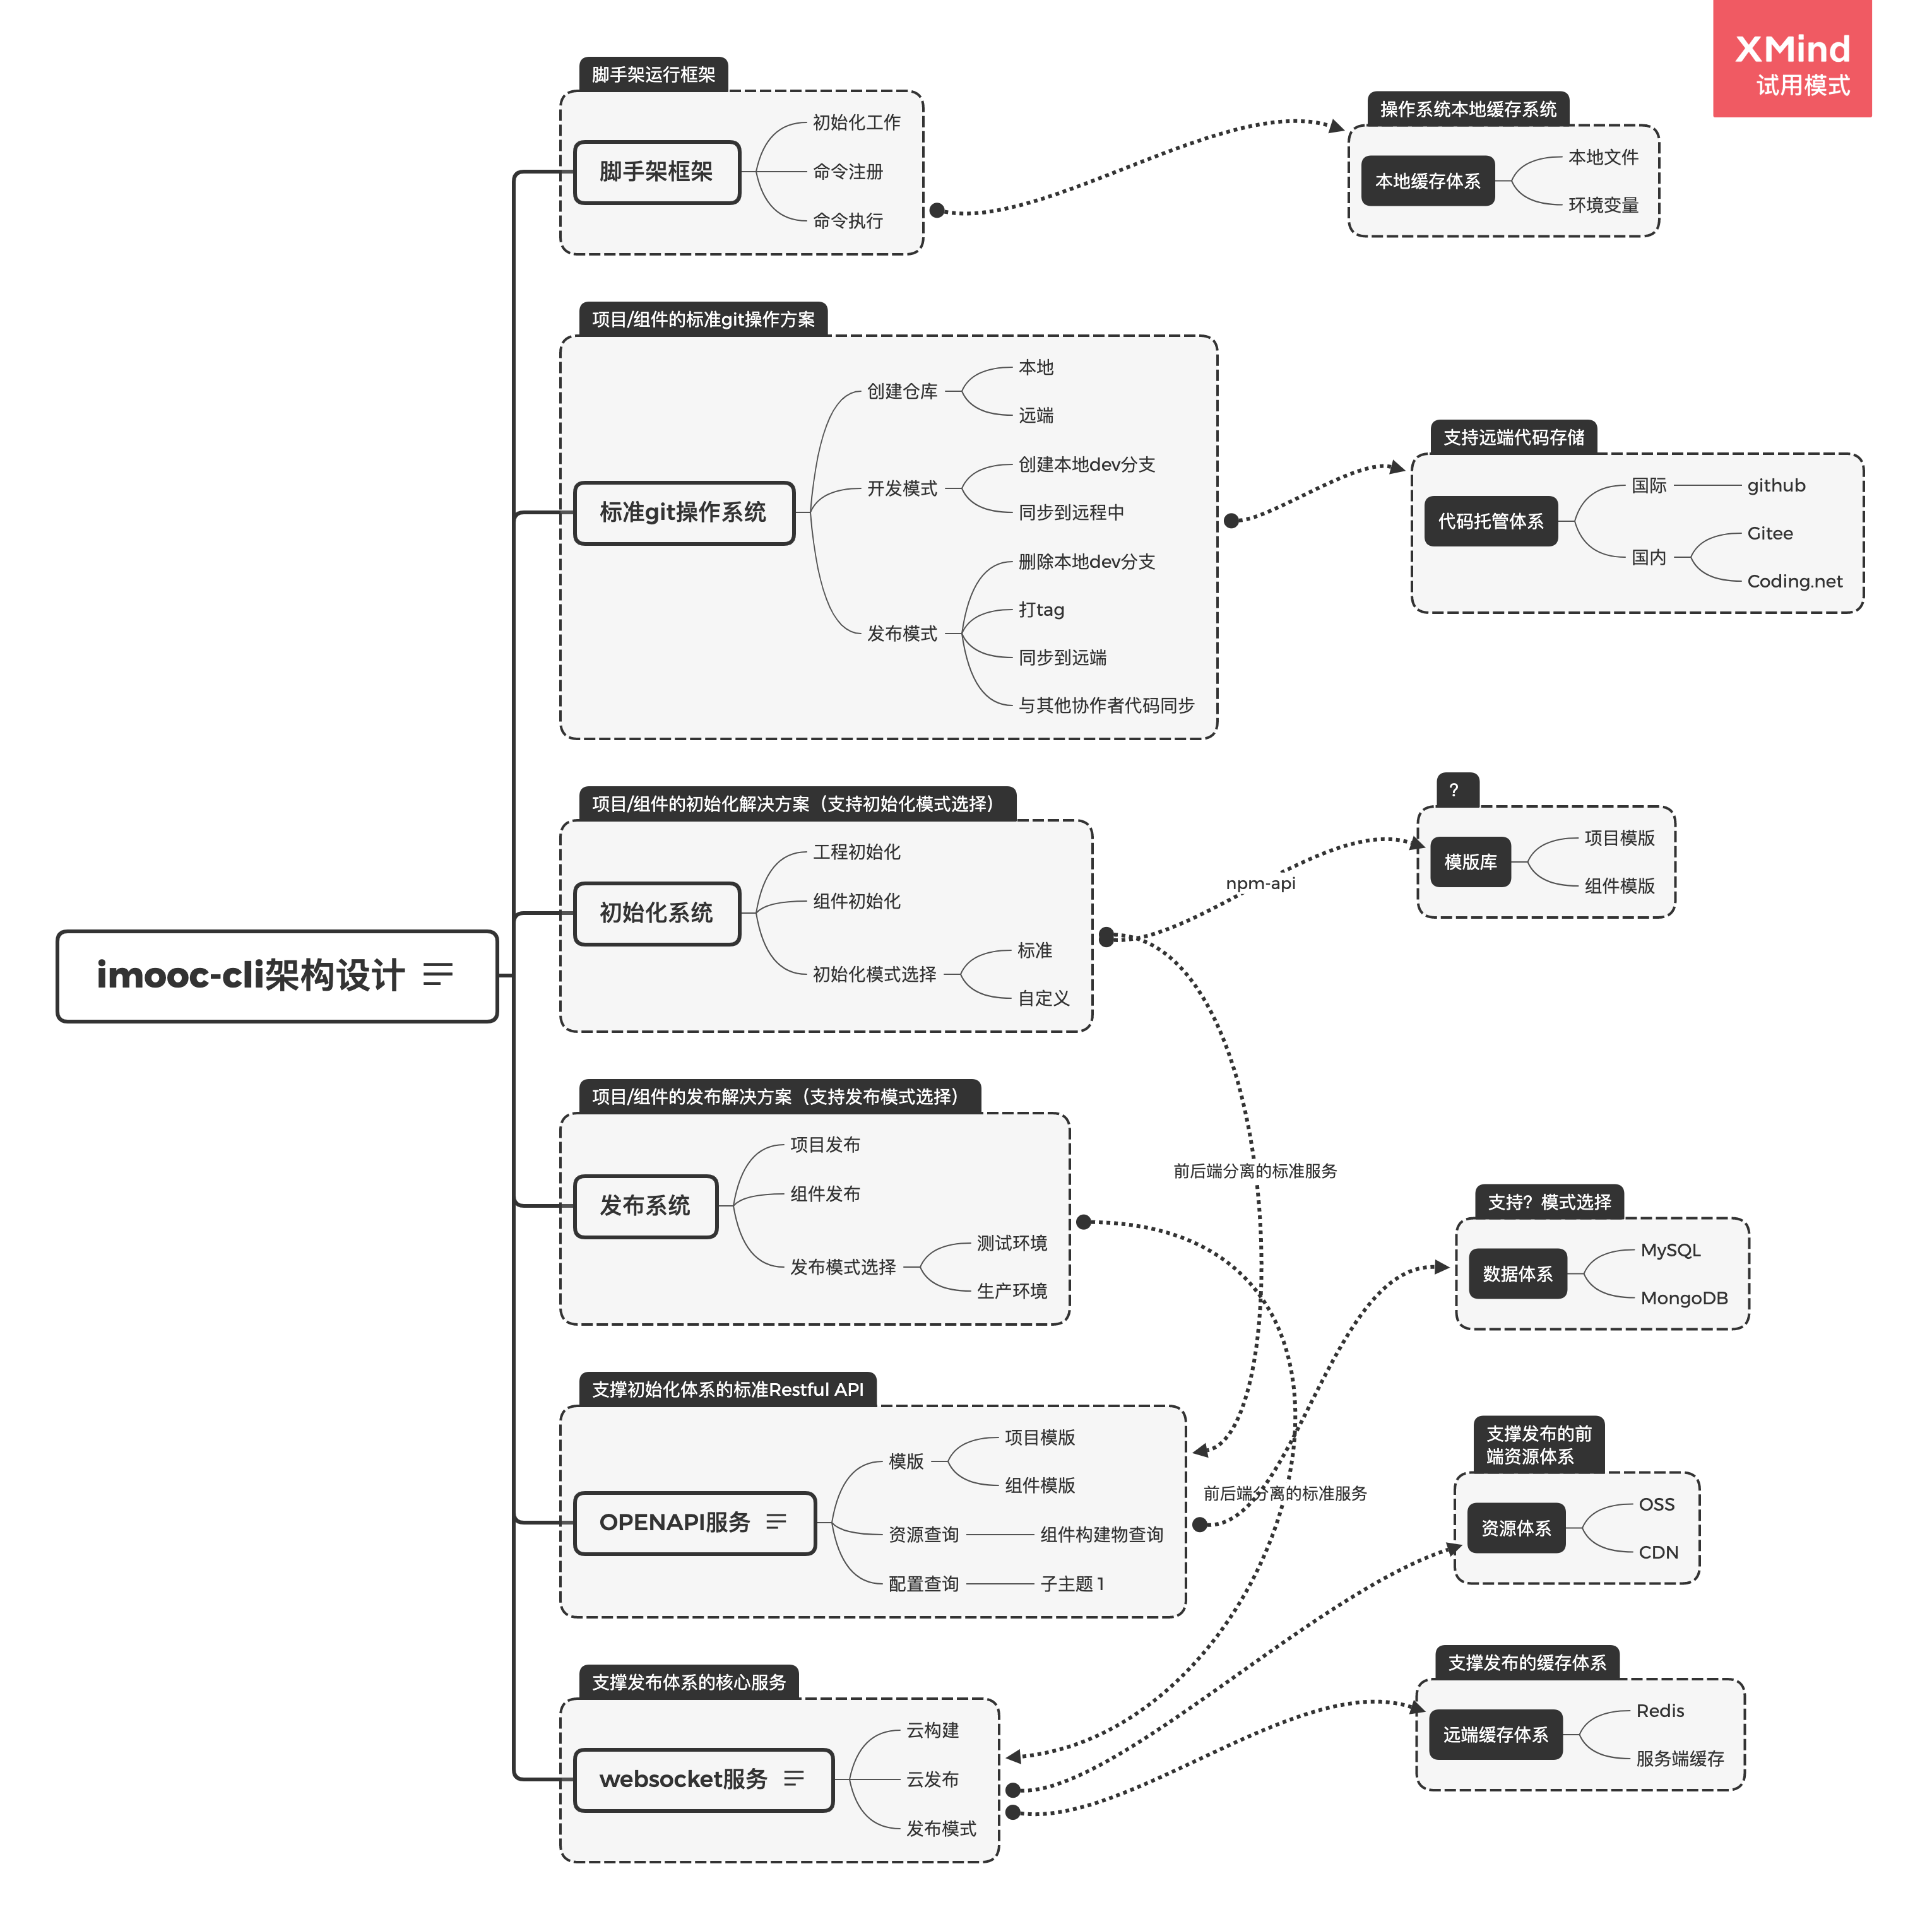 XMind
试用模式
脚手架运行框架
脚手架框架
初始化工作
命令注册
命令执行
操作系统本地缓存系统
本地缓存体系
本地文件
环境变量
项目/组件的标准git操作方案
标准git操作系统
创建仓库
本地
远端
开发模式
创建本地dev分支
同步到远程中
发布模式
删除本地dev分支
打tag
同步到远端
与其他协作者代码同步
支持远端代码存储
代码托管体系
国际
github
国内
Gitee
Coding.net
项目/组件的初始化解决方案（支持初始化模式选择）
初始化系统
工程初始化
组件初始化
初始化模式选择
标准
自定义
npm-api
？
模版库
项目模版
组件模版
imooc-cli架构设计
项目/组件的发布解决方案（支持发布模式选择）
发布系统
项目发布
组件发布
发布模式选择
测试环境
生产环境
前后端分离的标准服务
支持？模式选择
数据体系
MySQL
MongoDB
支撑初始化体系的标准Restful API
OPENAPI服务
模版
项目模版
组件模版
资源查询
组件构建物查询
配置查询
子主题 1
前后端分离的标准服务
支撑发布的前
端资源体系
资源体系
OSS
CDN
支撑发布体系的核心服务
websocket服务
云构建
云发布
发布模式
支撑发布的缓存体系
远端缓存体系
Redis
服务端缓存